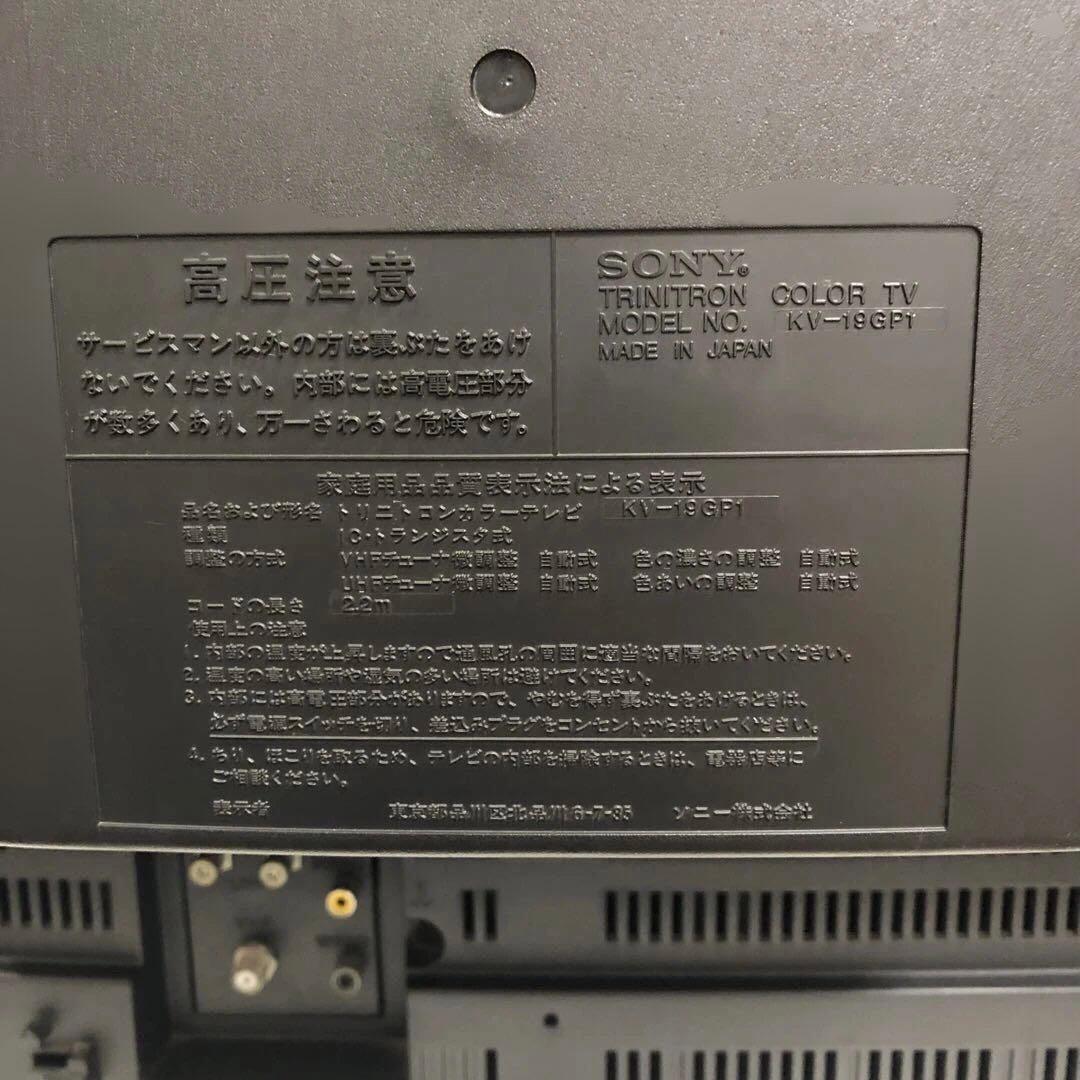 高圧注意
サービスマン以外の方は裏ぶたをあけ
ないでください。内部には高電圧部分
が数多くあり、万一さわると危険です。
SONY®
TRINITRON COLOR TV
MODEL NO. KV-19GP1
MADE IN JAPAN
家庭用品品質表示法による表示
品名および形名 トリニトロンカラーテレビ KV-19GP1
種類 IC・トランジスタ式
調整の方式 VHFチューナ微調整 自動式 色の濃さの調整 自動式
UHFチューナ微調整 自動式 色あいの調整 自動式
コードの長さ 2.2m
使用上の注意
1. 内部の温度が上昇しますので通風孔の周囲に適当な間隔をおいてください。
2. 温度の高い場所や湿気の多い場所は避けてください。
3. 内部には高電圧部分がありますので、やむを得ず裏ぶたをあけるときは、
必ず電源スイッチを切り、差込みプラグをコンセントから抜いてください。
4. ちり、ほこりを取るため、テレビの内部を掃除するときは、電器店等に
ご相談ください。
表示者 東京都品川区北品川6-7-35 ソニー株式会社